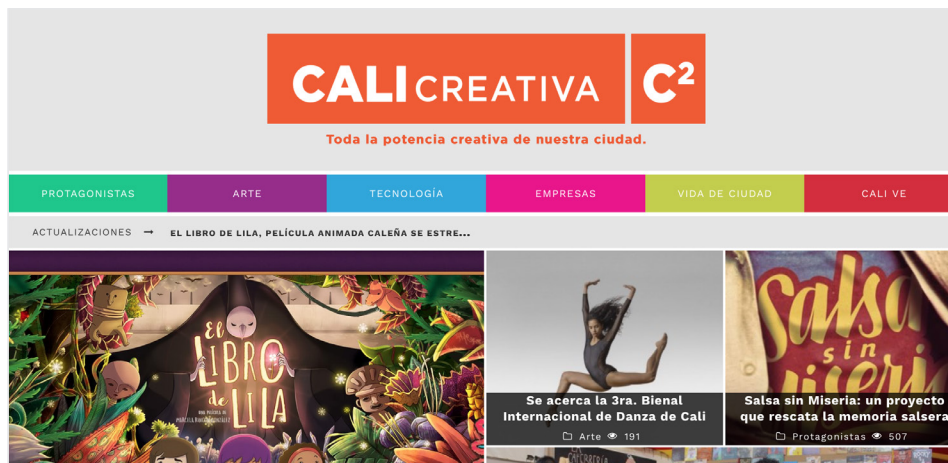 CALI CREATIVA C²
Toda la potencia creativa de nuestra ciudad.
PROTAGONISTAS ARTE TECNOLOGÍA EMPRESAS VIDA DE CIUDAD CALI VE
ACTUALIZACIONES → EL LIBRO DE LILA, PELÍCULA ANIMADA CALEÑA SE ESTRE...
El
LIBRO
de LILA
Salsa
sin
Se acerca la 3ra. Bienal
Internacional de Danza de Cali
Arte 191
Salsa sin Miseria: un proyecto
que rescata la memoria salsera
Protagonistas 507